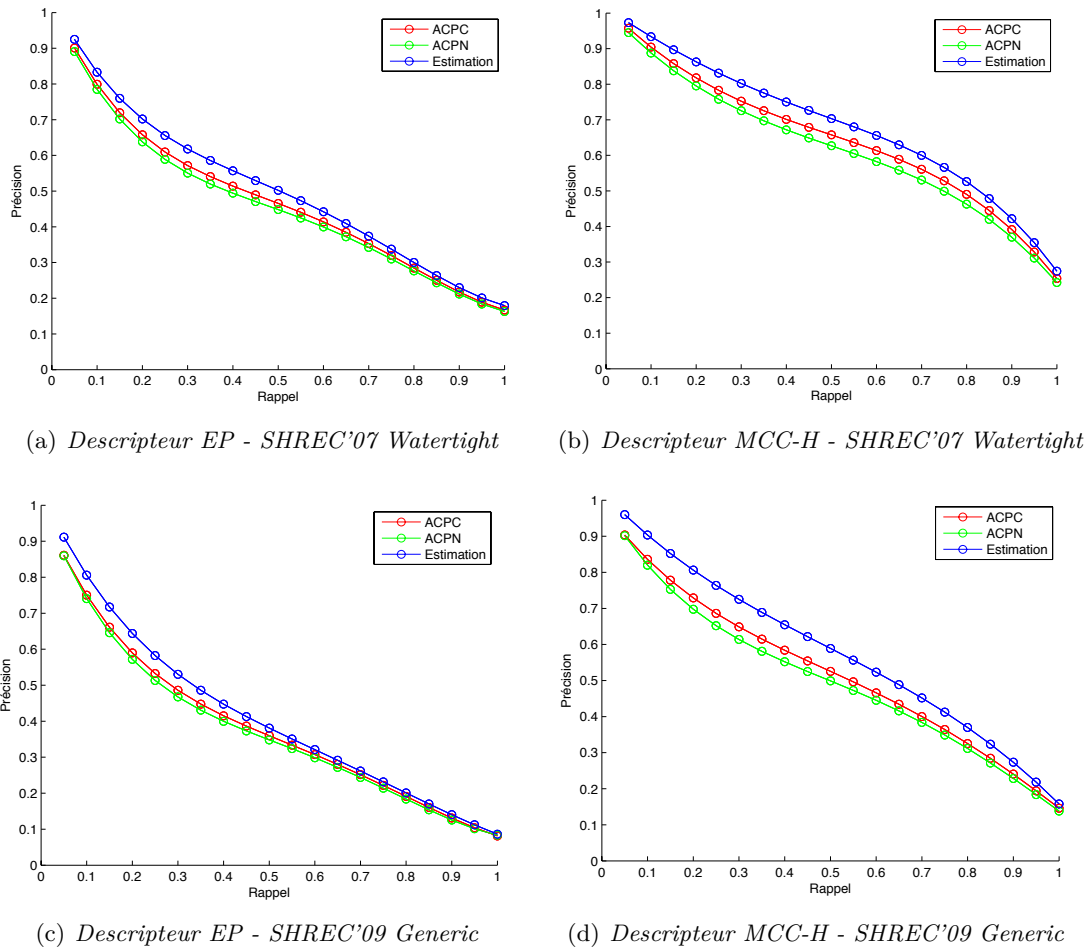 1
0.9
0.8
0.7
0.6
0.5
0.4
0.3
0.2
0.1
0
Précision
0 0.1 0.2 0.3 0.4 0.5 0.6 0.7 0.8 0.9 1
Rappel
ACPC
ACPN
Estimation
(a) Descripteur EP - SHREC'07 Watertight
1
0.9
0.8
0.7
0.6
0.5
0.4
0.3
0.2
0.1
0
Précision
0 0.1 0.2 0.3 0.4 0.5 0.6 0.7 0.8 0.9 1
Rappel
ACPC
ACPN
Estimation
(b) Descripteur MCC-H - SHREC'07 Watertight
1
0.9
0.8
0.7
0.6
0.5
0.4
0.3
0.2
0.1
0
Précision
0 0.1 0.2 0.3 0.4 0.5 0.6 0.7 0.8 0.9 1
Rappel
ACPC
ACPN
Estimation
(c) Descripteur EP - SHREC'09 Generic
1
0.9
0.8
0.7
0.6
0.5
0.4
0.3
0.2
0.1
0
Précision
0 0.1 0.2 0.3 0.4 0.5 0.6 0.7 0.8 0.9 1
Rappel
ACPC
ACPN
Estimation
(d) Descripteur MCC-H - SHREC'09 Generic